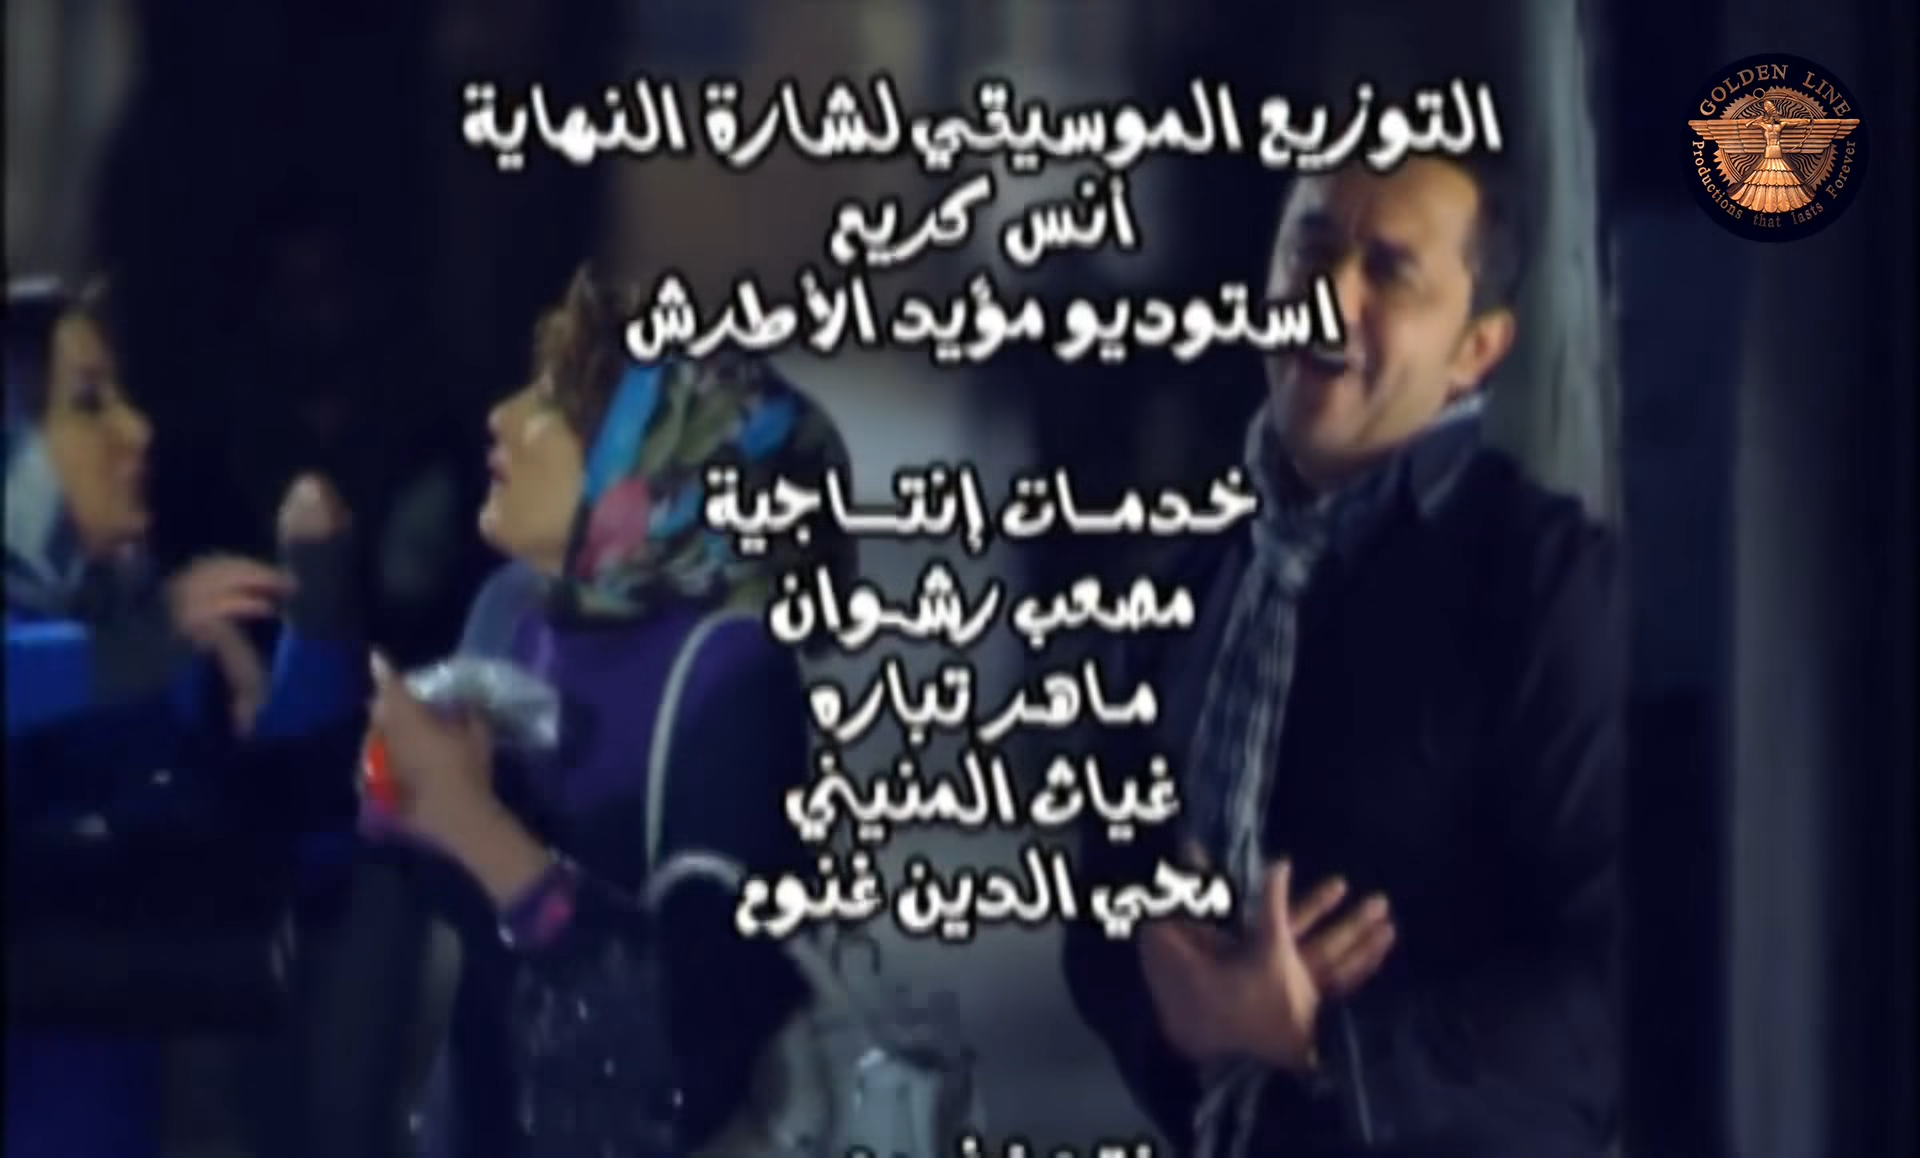 التوزيع الموسيقي لشارة النهاية
أنس كريم
استوديو مؤيد الأطرش
خدمات إنتاجية
مصعب رشوان
ماهر تباره
غياث المنيني
محي الدين غنوم
GOLDEN LINE
Productions that lasts Forever